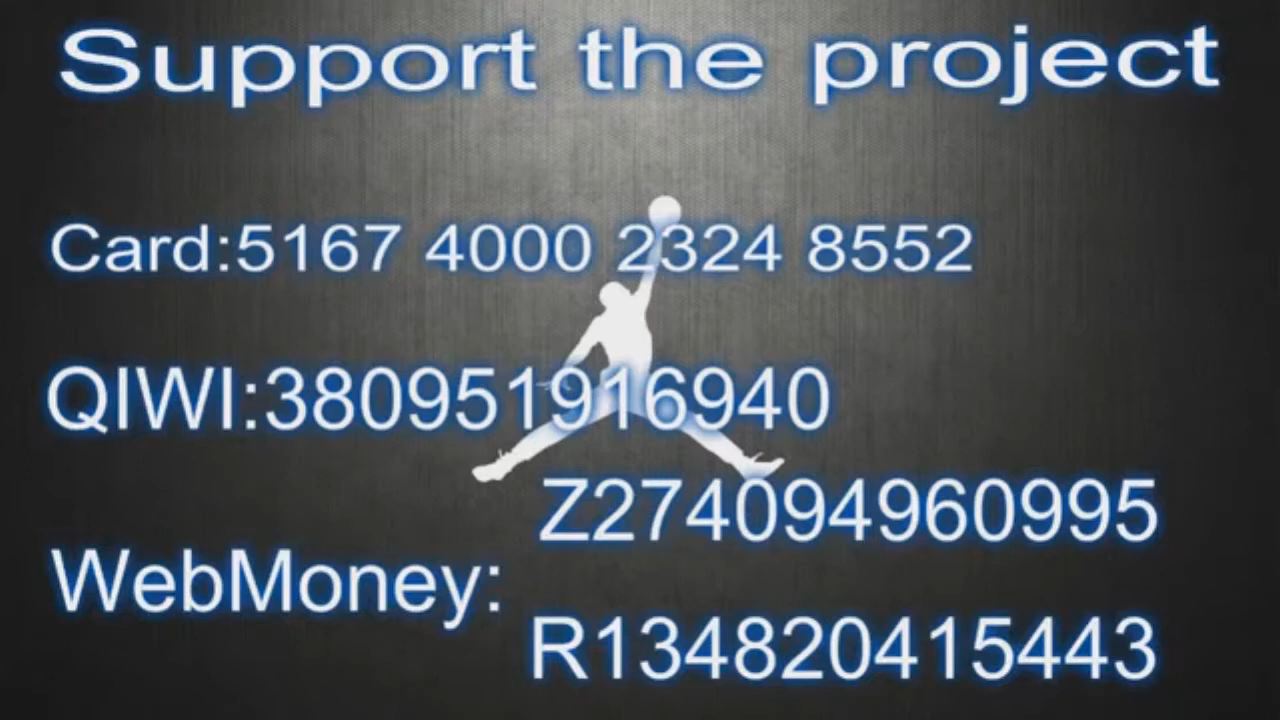 Support the project
Card:5167 4000 2324 8552
QIWI:380951916940
Z274094960995
WebMoney:
R134820415443